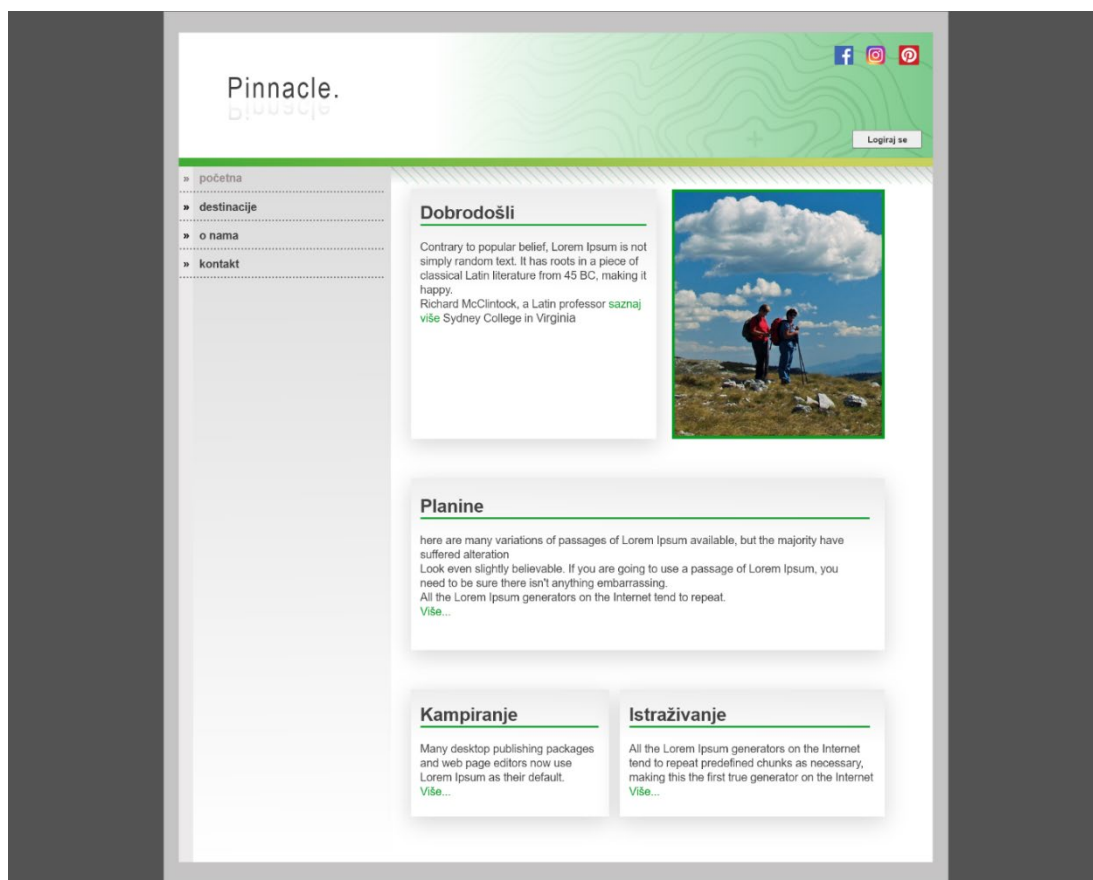 Pinnacle.
Logiraj se
» početna
» destinacije
» o nama
» kontakt
Dobrodošli
Contrary to popular belief, Lorem Ipsum is not
simply random text. It has roots in a piece of
classical Latin literature from 45 BC, making it
happy.
Richard McClintock, a Latin professor saznaj
više Sydney College in Virginia
Planine
here are many variations of passages of Lorem Ipsum available, but the majority have
suffered alteration
Look even slightly believable. If you are going to use a passage of Lorem Ipsum, you
need to be sure there isn't anything embarrassing.
All the Lorem Ipsum generators on the Internet tend to repeat.
Više...
Kampiranje
Many desktop publishing packages
and web page editors now use
Lorem Ipsum as their default.
Više...
Istraživanje
All the Lorem Ipsum generators on the Internet
tend to repeat predefined chunks as necessary,
making this the first true generator on the Internet
Više...